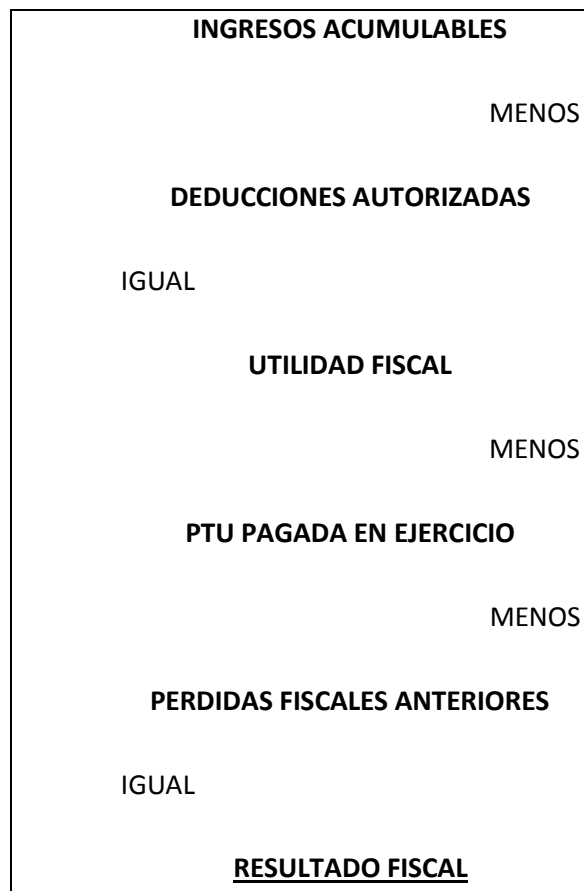 INGRESOS ACUMULABLES
MENOS
DEDUCCIONES AUTORIZADAS
IGUAL
UTILIDAD FISCAL
MENOS
PTU PAGADA EN EJERCICIO
MENOS
PERDIDAS FISCALES ANTERIORES
IGUAL
RESULTADO FISCAL